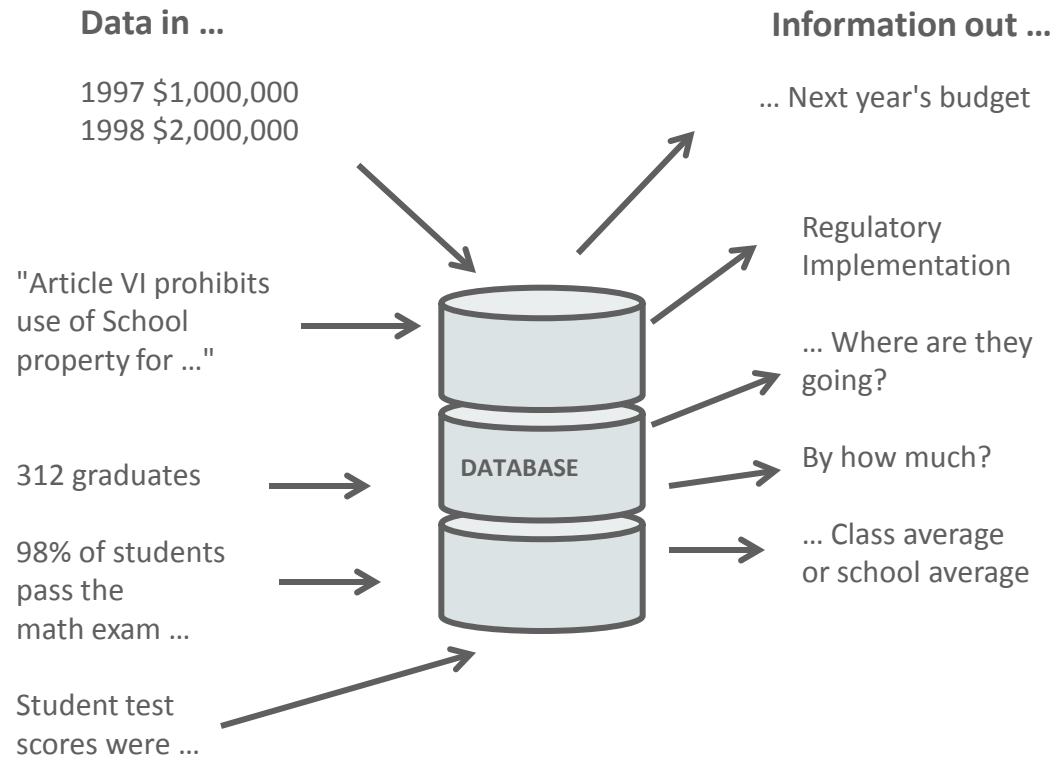 Data in …
1997 $1,000,000
1998 $2,000,000
"Article VI prohibits
use of School
property for …"
312 graduates
98% of students
pass the
math exam …
Student test
scores were …
DATABASE
Information out …
… Next year's budget
Regulatory
Implementation
… Where are they
going?
By how much?
… Class average
or school average